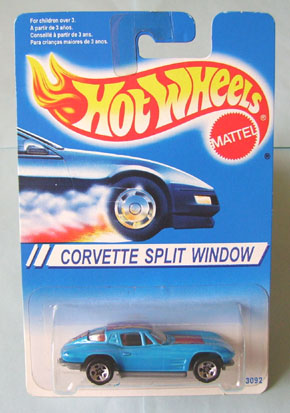 For children over 3.
A partir de 3 anos.
Conseillé à partir de 3 ans.
Para crianças maiores de 3 anos.
HOT WHEELS
MATTEL
CORVETTE SPLIT WINDOW
3092